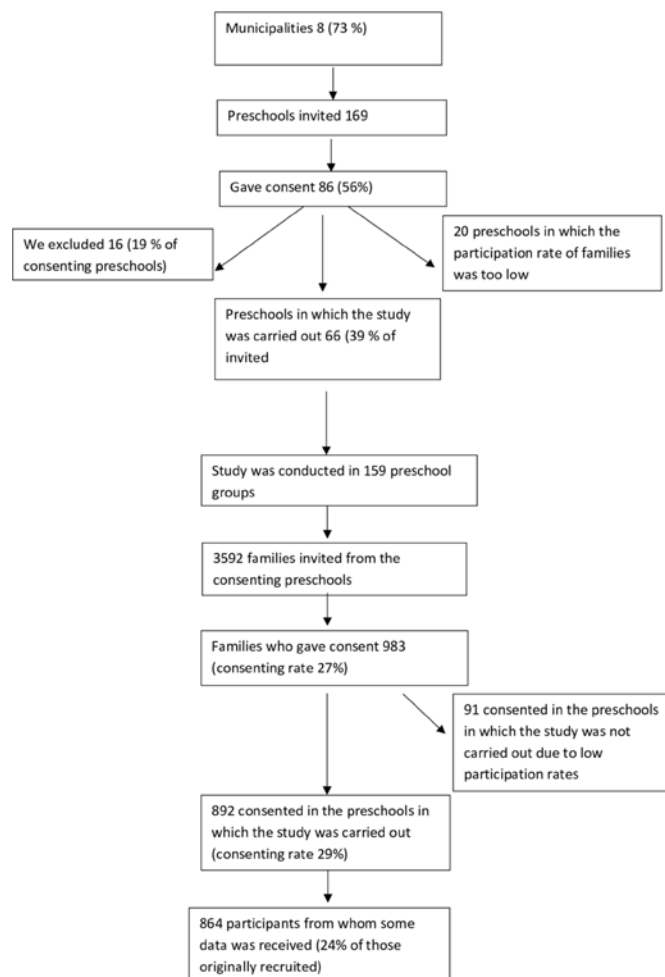 Municipalities 8 (73 %)
Preschools invited 169
Gave consent 86 (56%)
We excluded 16 (19 % of
consenting preschools)
20 preschools in which the
participation rate of families
was too low
Preschools in which the study
was carried out 66 (39 % of
invited
Study was conducted in 159 preschool
groups
3592 families invited from the
consenting preschools
Families who gave consent 983
(consenting rate 27%)
91 consented in the preschools
in which the study was not
carried out due to low
participation rates
892 consented in the preschools in
which the study was carried out
(consenting rate 29%)
864 participants from whom some
data was received (24% of those
originally recruited)